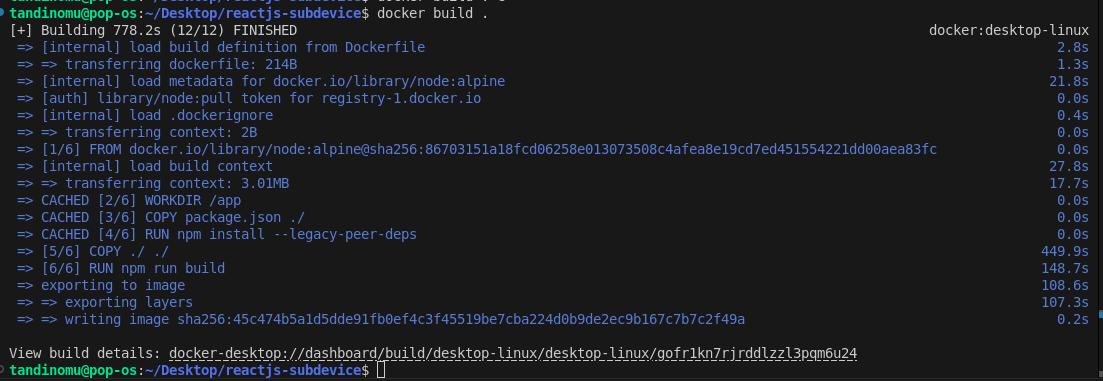 tandinomu@pop-os:~/Desktop/reactjs-subdevice$ docker build .
[+] Building 778.2s (12/12) FINISHED docker:desktop-linux
=> [internal] load build definition from Dockerfile 2.8s
=> => transferring dockerfile: 214B 1.3s
=> [internal] load metadata for docker.io/library/node:alpine 21.8s
=> [auth] library/node:pull token for registry-1.docker.io 0.0s
=> [internal] load .dockerignore 0.4s
=> => transferring context: 2B 0.0s
=> [1/6] FROM docker.io/library/node:alpine@sha256:86703151a18fcd06258e013073508c4afea8e19cd7ed451554221dd00aea83fc 0.0s
=> [internal] load build context 27.8s
=> => transferring context: 3.01MB 17.7s
=> CACHED [2/6] WORKDIR /app 0.0s
=> CACHED [3/6] COPY package.json ./ 0.0s
=> CACHED [4/6] RUN npm install --legacy-peer-deps 0.0s
=> [5/6] COPY ./ ./ 449.9s
=> [6/6] RUN npm run build 148.7s
=> exporting to image 108.6s
=> => exporting layers 107.3s
=> => writing image sha256:45c474b5a1d5dde91fb0ef4c3f45519be7cba224d0b9de2ec9b167c7b7c2f49a 0.2s
View build details: docker-desktop://dashboard/build/desktop-linux/desktop-linux/gofr1kn7rjrddlzzl3pqm6u24
tandinomu@pop-os:~/Desktop/reactjs-subdevice$